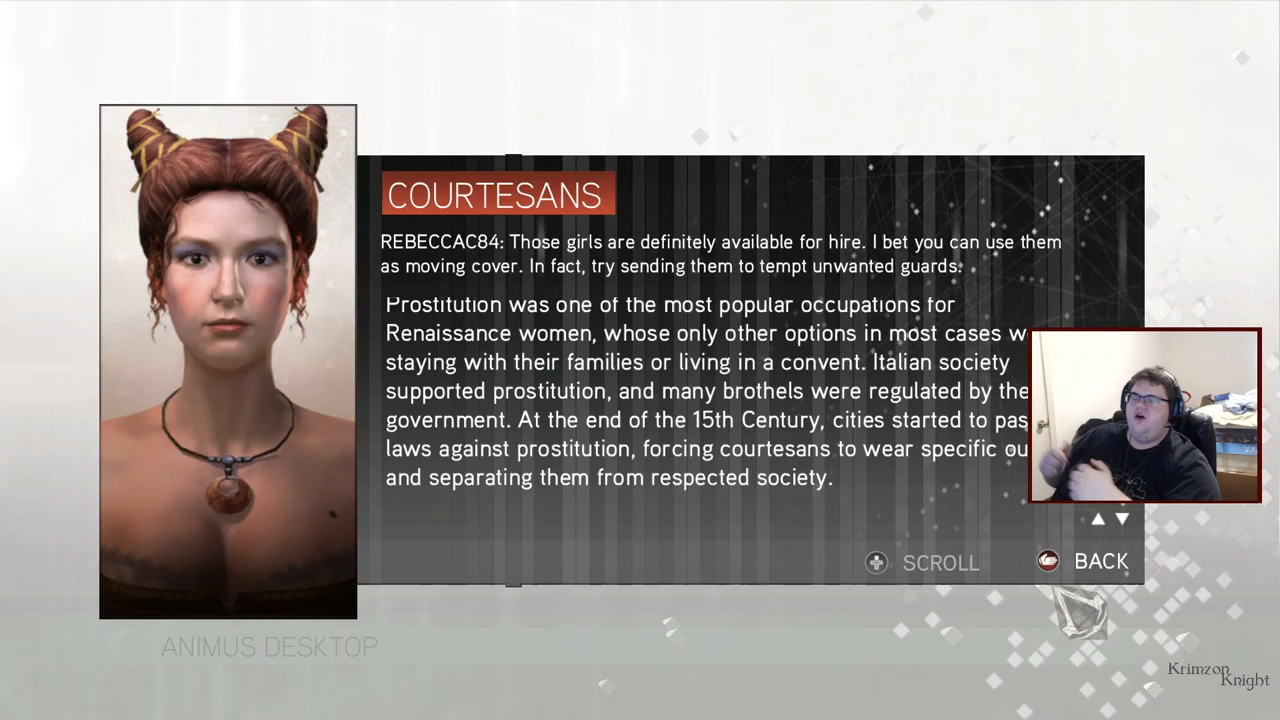 COURTESANS
REBECCAC84: Those girls are definitely available for hire. I bet you can use them
as moving cover. In fact, try sending them to tempt unwanted guards.
Prostitution was one of the most popular occupations for
Renaissance women, whose only other options in most cases
staying with their families or living in a convent. Italian society
supported prostitution, and many brothels were regulated by the
government. At the end of the 15th Century, cities started to
laws against prostitution, forcing courtesans to wear specific
and separating them from respected society.
SCROLL
BACK
ANIMUS DESKTOP
Krimzon
Knight